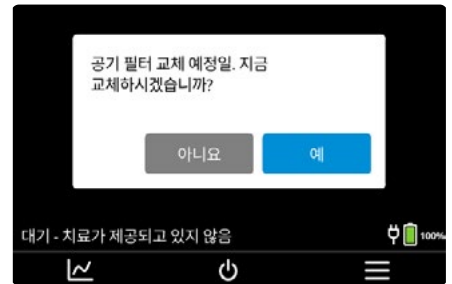 공기 필터 교체 예정일. 지금
교체하시겠습니까?
아니요 예
대기 - 치료가 제공되고 있지 않음 100%